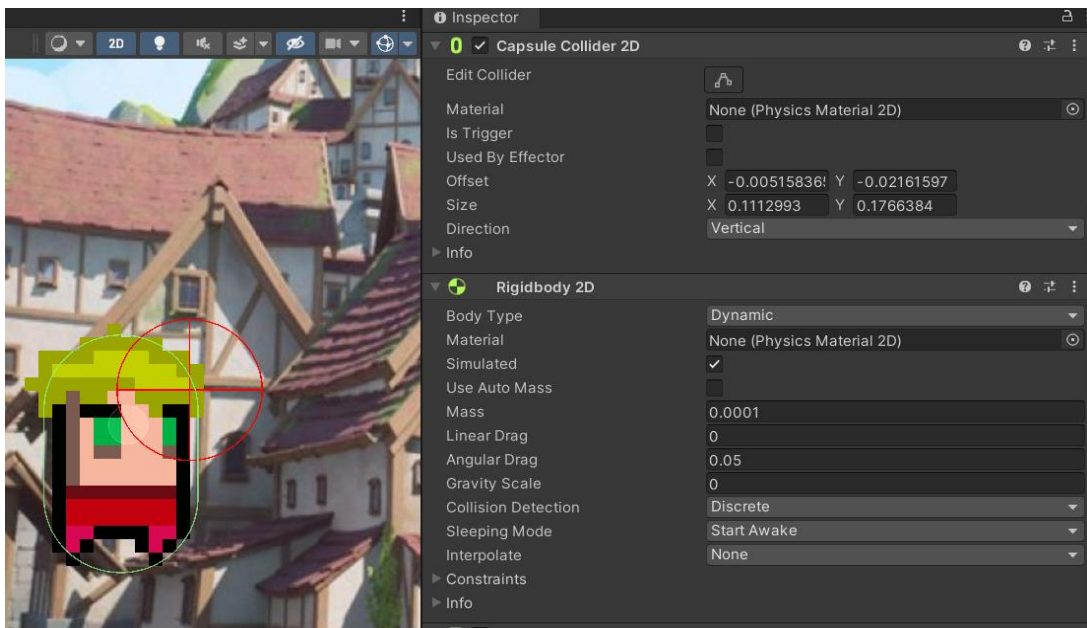 Inspector
2D
Capsule Collider 2D
Edit Collider
Material None (Physics Material 2D)
Is Trigger
Used By Effector
Offset X -0.005158365 Y -0.02161597
Size X 0.1112993 Y 0.1766384
Direction Vertical
Info
Rigidbody 2D
Body Type Dynamic
Material None (Physics Material 2D)
Simulated
Use Auto Mass
Mass 0.0001
Linear Drag 0
Angular Drag 0.05
Gravity Scale 0
Collision Detection Discrete
Sleeping Mode Start Awake
Interpolate None
Constraints
Info